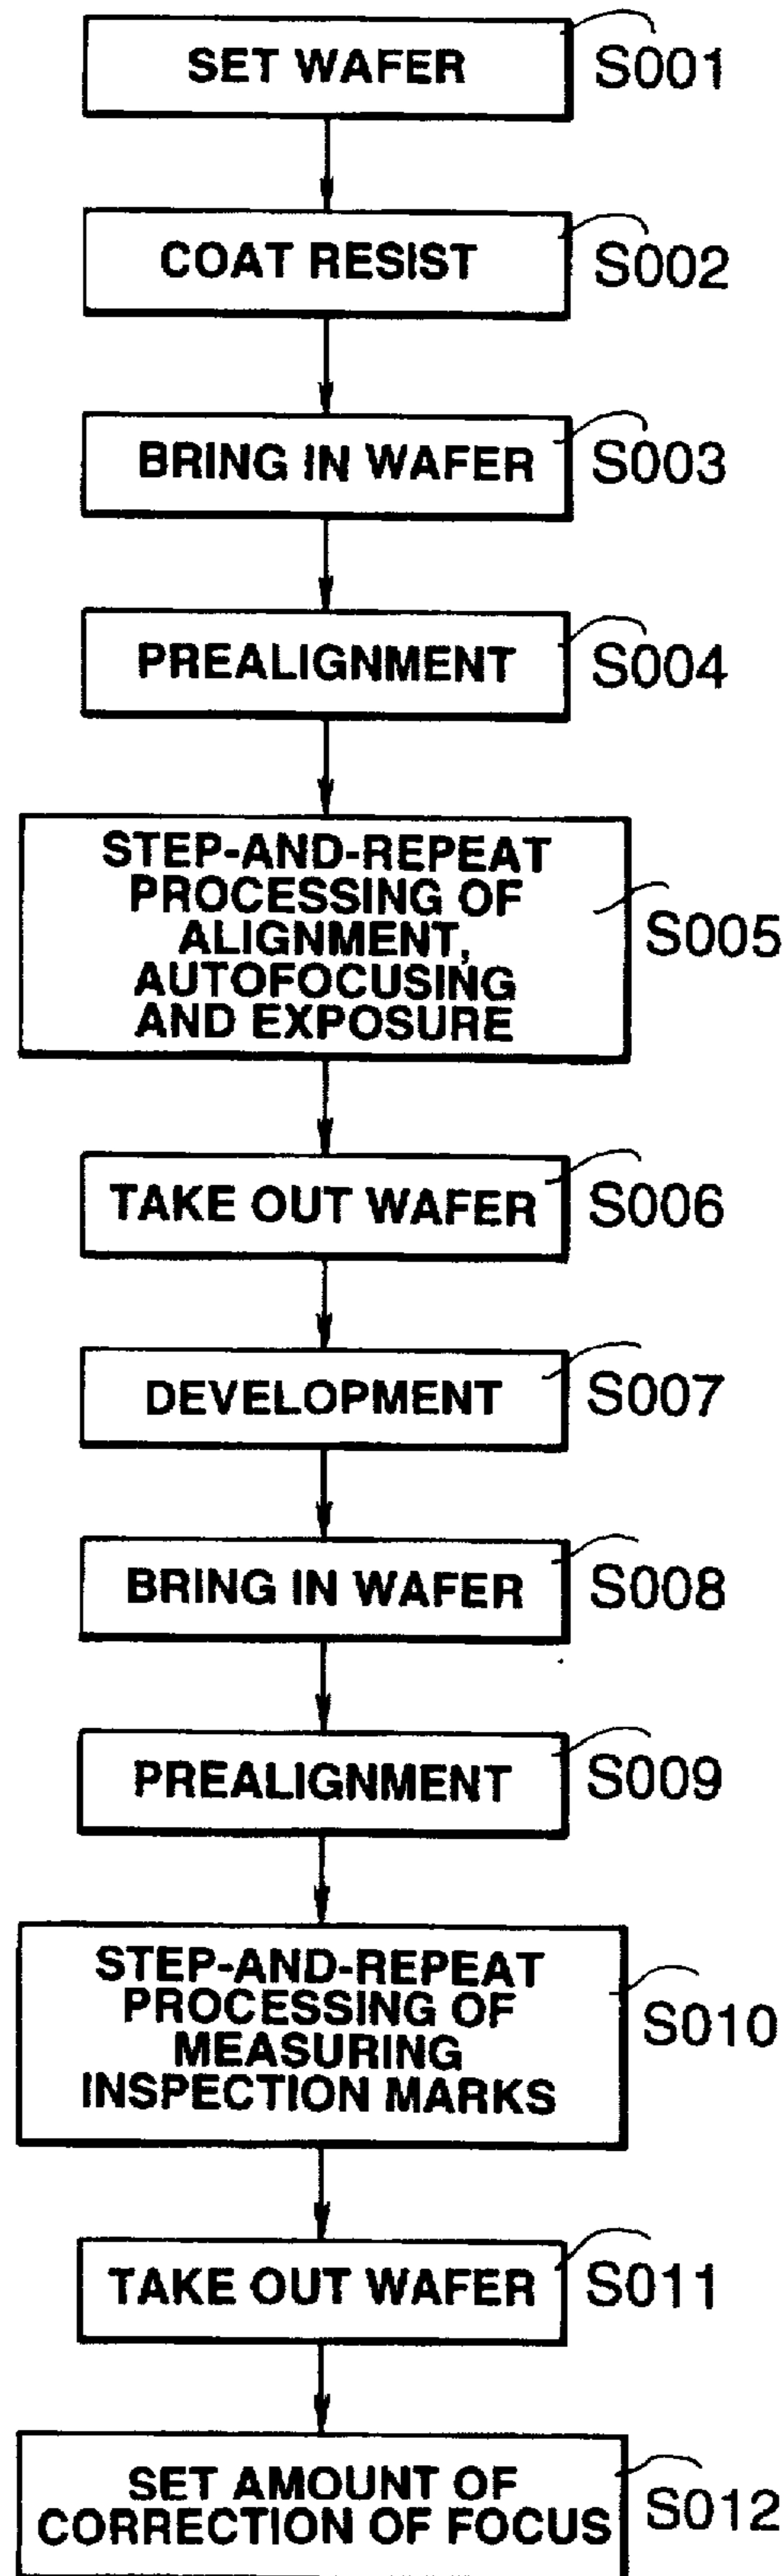 SET WAFER
S001
COAT RESIST
S002
BRING IN WAFER
S003
PREALIGNMENT
S004
STEP-AND-REPEAT
PROCESSING OF
ALIGNMENT,
AUTOFOCUSING
AND EXPOSURE
S005
TAKE OUT WAFER
S006
DEVELOPMENT
S007
BRING IN WAFER
S008
PREALIGNMENT
S009
STEP-AND-REPEAT
PROCESSING OF
MEASURING
INSPECTION MARKS
S010
TAKE OUT WAFER
S011
SET AMOUNT OF
CORRECTION OF FOCUS
S012